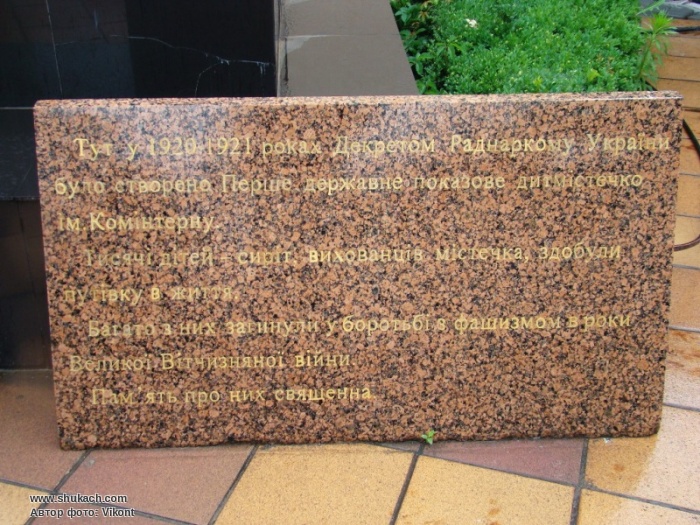 Тут у 1920-1921 роках Декретом Раднаркому України
було створено Перше державне показове дитмістечко
ім.Комінтерну.
Тисячі дітей - сиріт, вихованців містечка, здобули
путівку в життя.
Багато з них загинули у боротьбі з фашизмом в роки
Великої Вітчизняної війни.
Пам'ять про них священна.
www.shukach.com
Автор фото: Vikont